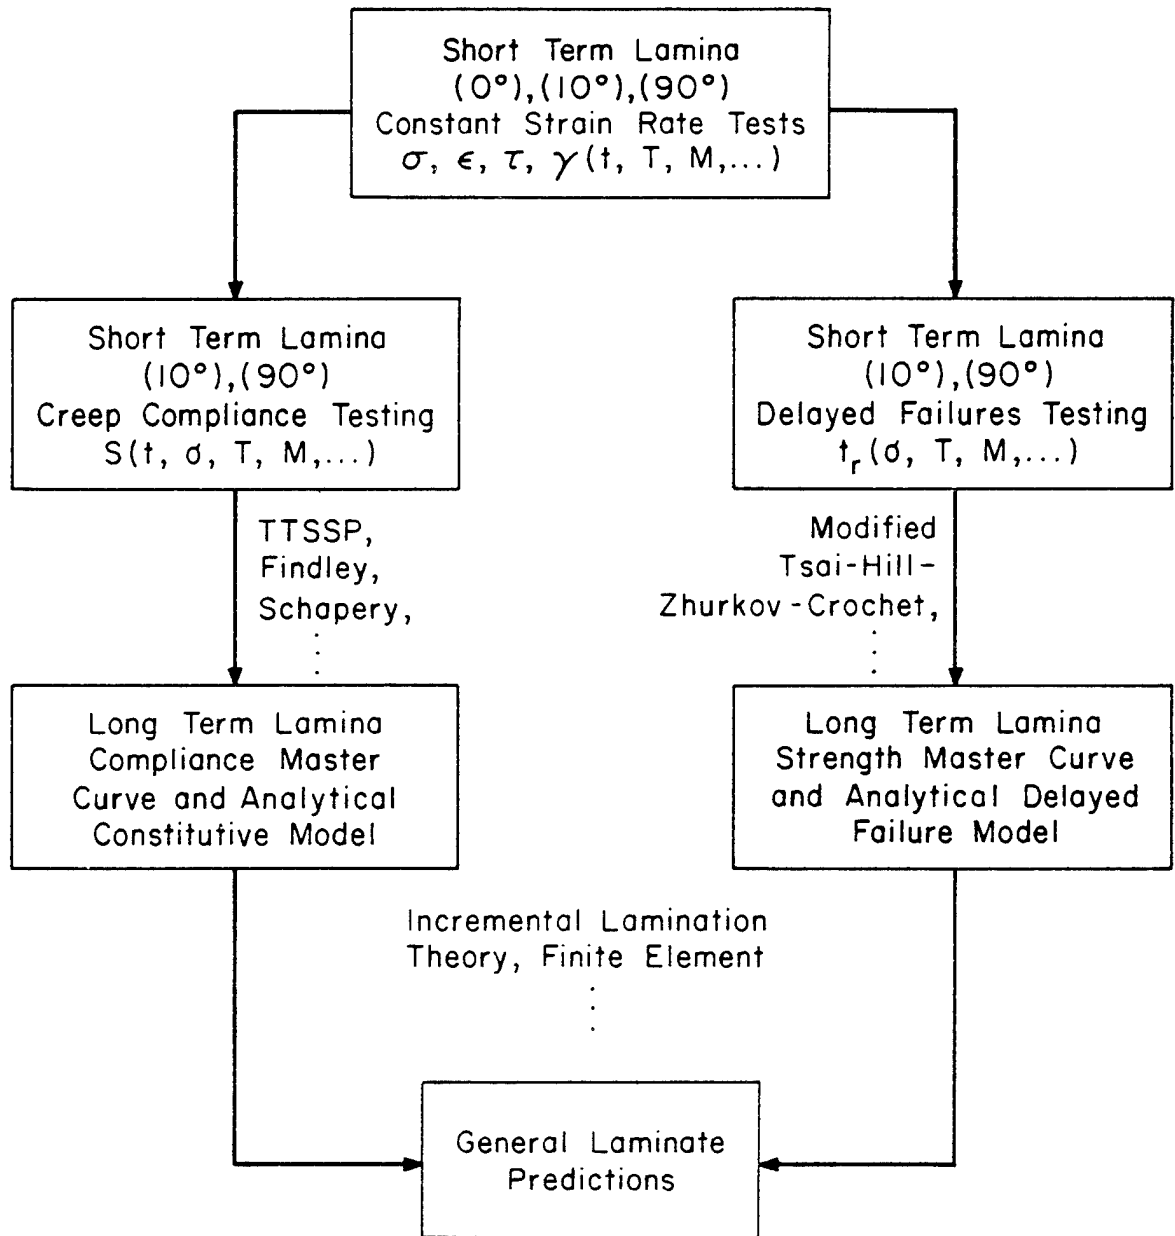 Short Term Lamina
(0°),(10°),(90°)
Constant Strain Rate Tests
σ, ϵ, τ, γ(t, T, M,...)
Short Term Lamina
(10°),(90°)
Creep Compliance Testing
S(t, σ, T, M,...)
Short Term Lamina
(10°),(90°)
Delayed Failures Testing
t_r(σ, T, M,...)
TTSSP,
Findley,
Schapery,
Modified
Tsai-Hill-
Zhurkov-Crochet,
Long Term Lamina
Compliance Master
Curve and Analytical
Constitutive Model
Long Term Lamina
Strength Master Curve
and Analytical Delayed
Failure Model
Incremental Lamination
Theory, Finite Element
General Laminate
Predictions